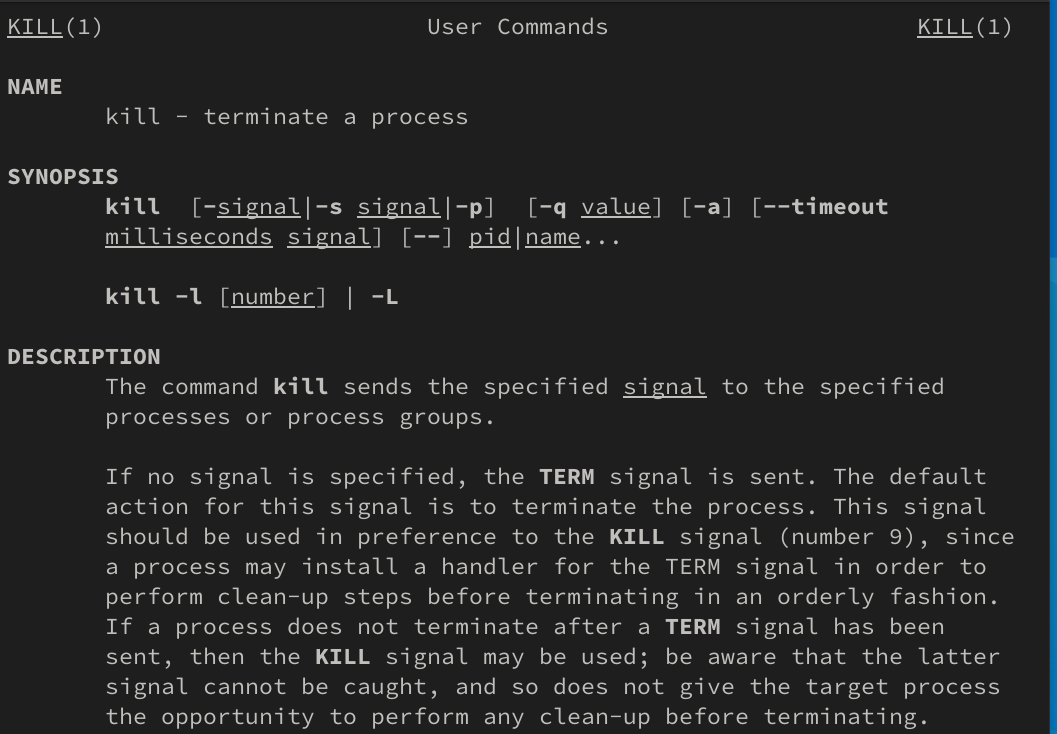 KILL(1) User Commands KILL(1)
NAME
kill - terminate a process
SYNOPSIS
kill [-signal|-s signal|-p] [-q value] [-a] [--timeout
milliseconds signal] [--] pid|name...
kill -l [number] | -L
DESCRIPTION
The command kill sends the specified signal to the specified
processes or process groups.
If no signal is specified, the TERM signal is sent. The default
action for this signal is to terminate the process. This signal
should be used in preference to the KILL signal (number 9), since
a process may install a handler for the TERM signal in order to
perform clean-up steps before terminating in an orderly fashion.
If a process does not terminate after a TERM signal has been
sent, then the KILL signal may be used; be aware that the latter
signal cannot be caught, and so does not give the target process
the opportunity to perform any clean-up before terminating.